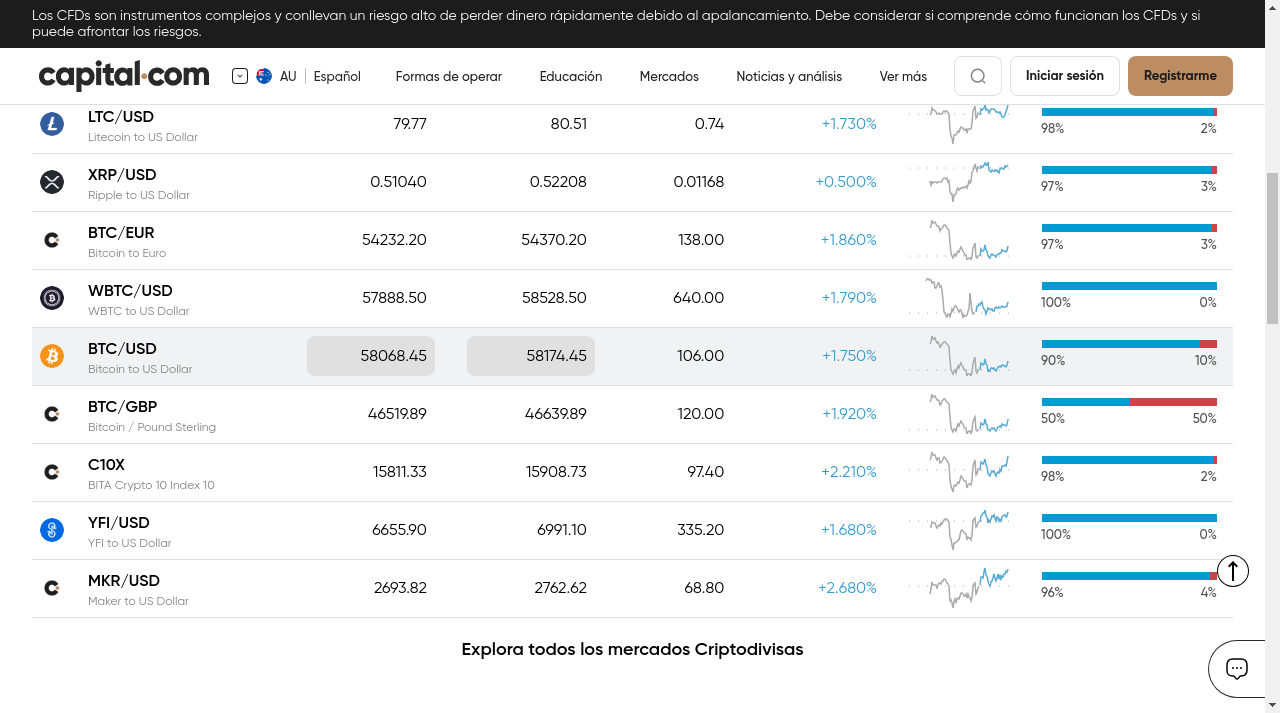 Los CFDs son instrumentos complejos y conllevan un riesgo alto de perder dinero rápidamente debido al apalancamiento. Debe considerar si comprende cómo funcionan los CFDs y si
puede afrontar los riesgos.
capital.com AU Español Formas de operar Educación Mercados Noticias y análisis Ver más Iniciar sesión Registrarme
LTC/USD 79.77 80.51 0.74 +1.730%
Litecoin to US Dollar 98% 2%
XRP/USD 0.51040 0.52208 0.01168 +0.500%
Ripple to US Dollar 97% 3%
BTC/EUR 54232.20 54370.20 138.00 +1.860%
Bitcoin to Euro 97% 3%
WBTC/USD 57888.50 58528.50 640.00 +1.790%
WBTC to US Dollar 100% 0%
BTC/USD 58068.45 58174.45 106.00 +1.750%
Bitcoin to US Dollar 90% 10%
BTC/GBP 46519.89 46639.89 120.00 +1.920%
Bitcoin / Pound Sterling 50% 50%
C10X 15811.33 15908.73 97.40 +2.210%
BITA Crypto 10 Index 10 98% 2%
YFI/USD 6655.90 6991.10 335.20 +1.680%
YFI to US Dollar 100% 0%
MKR/USD 2693.82 2762.62 68.80 +2.680%
Maker to US Dollar 96% 4%
Explora todos los mercados Criptodivisas